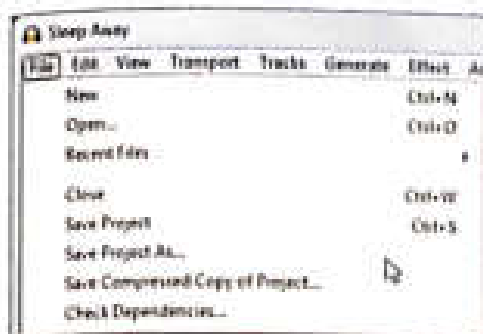 Sleep Away
File Edit View Transport Tracks Generate Effect
New Ctrl+N
Open... Ctrl+O
Recent Files
Close Ctrl+W
Save Project Ctrl+S
Save Project As...
Save Compressed Copy of Project...
Check Dependencies...